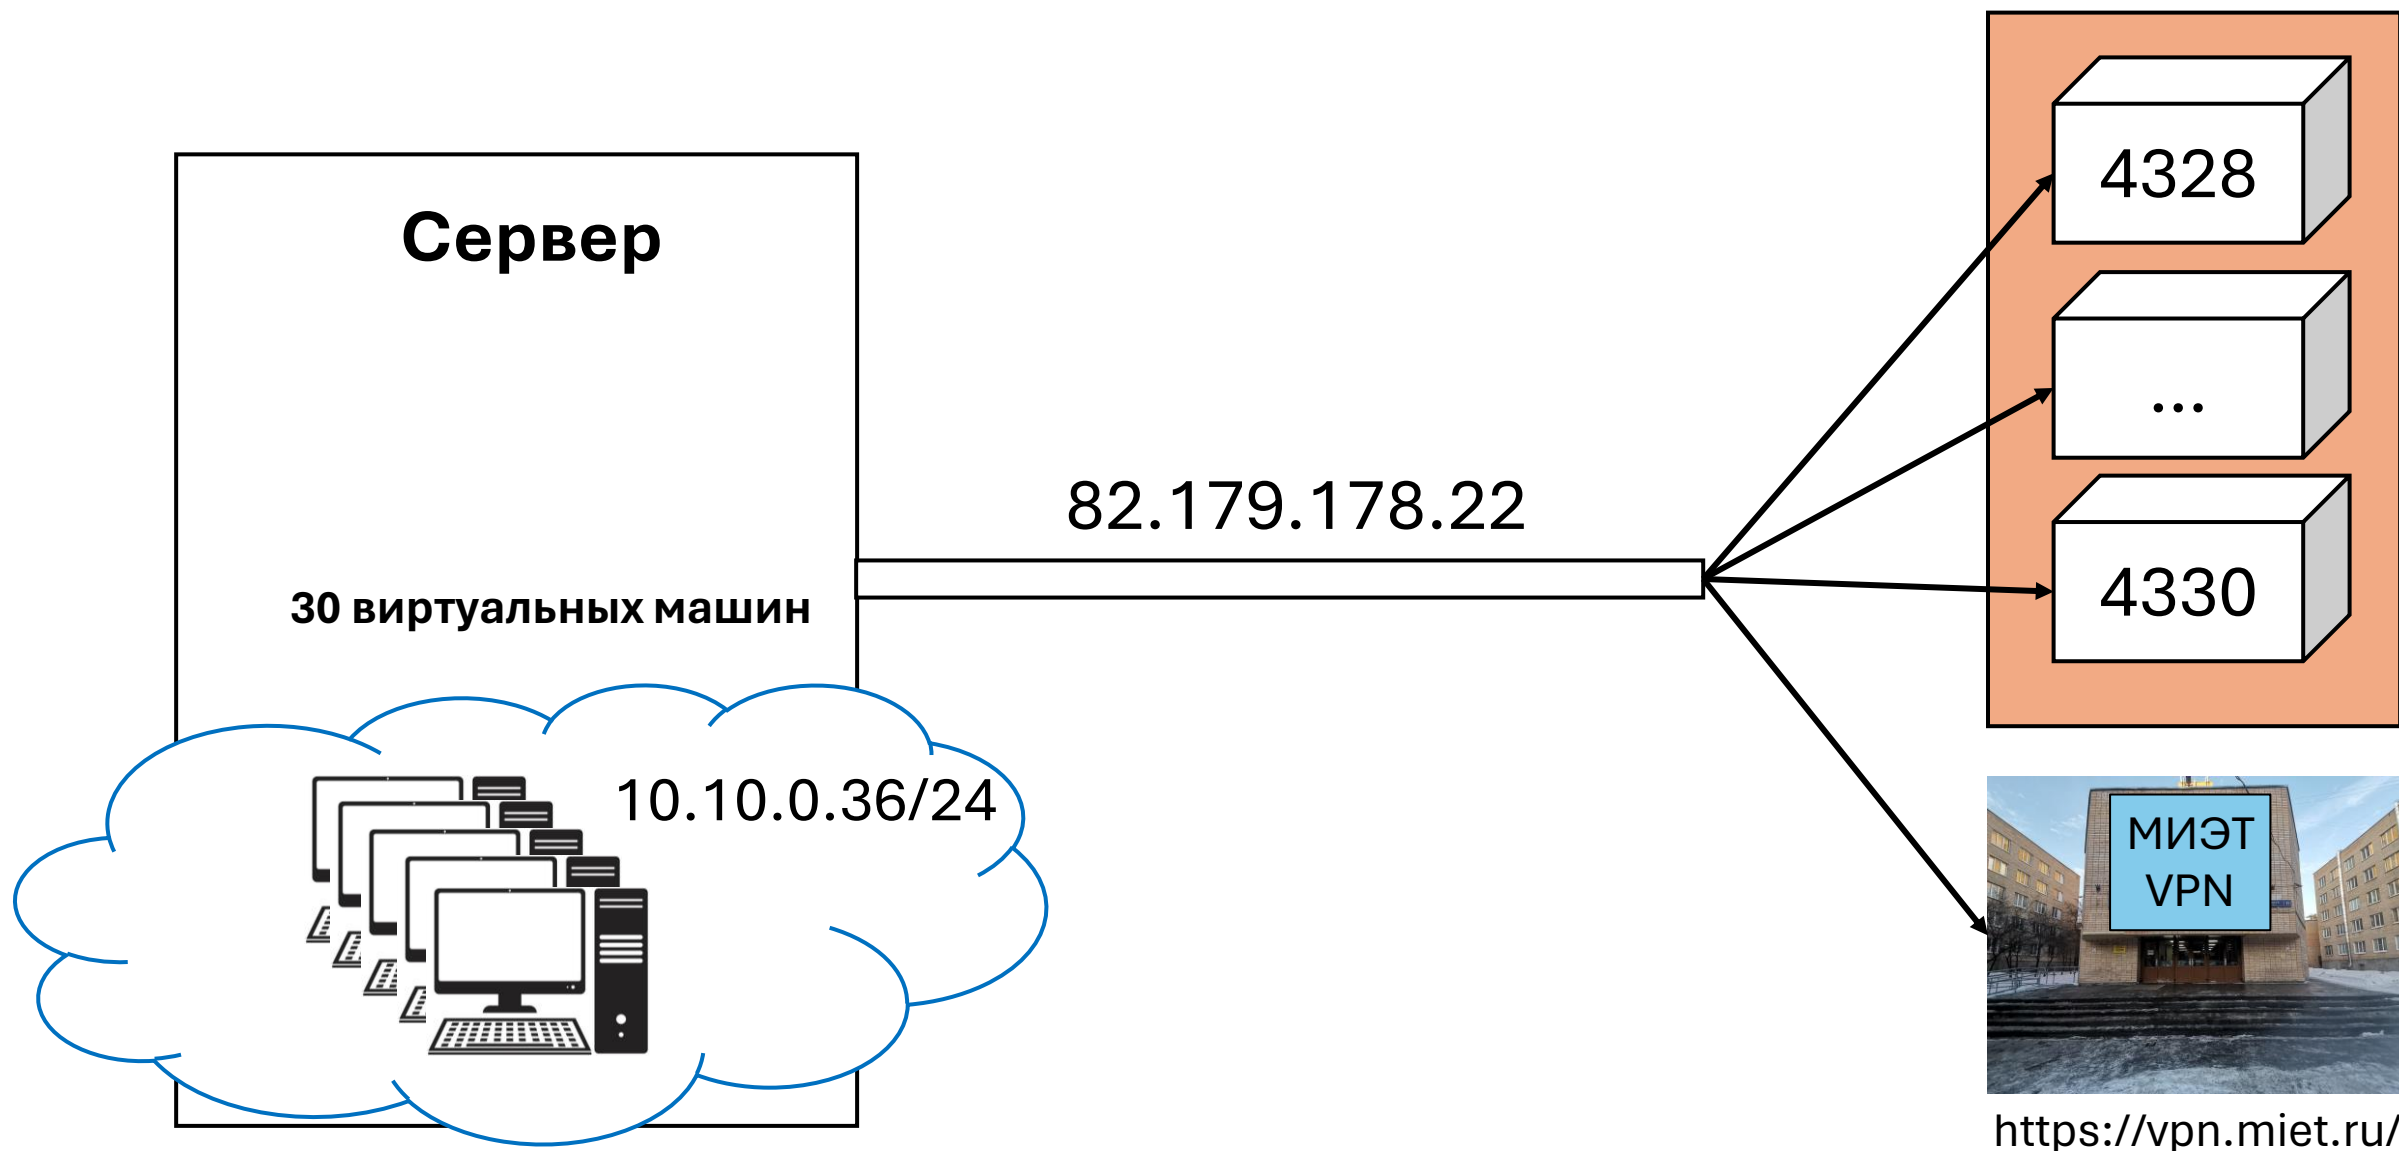 Сервер
30 виртуальных машин
10.10.0.36/24
82.179.178.22
4328
...
4330
МИЭТ
VPN
https://vpn.miet.ru/